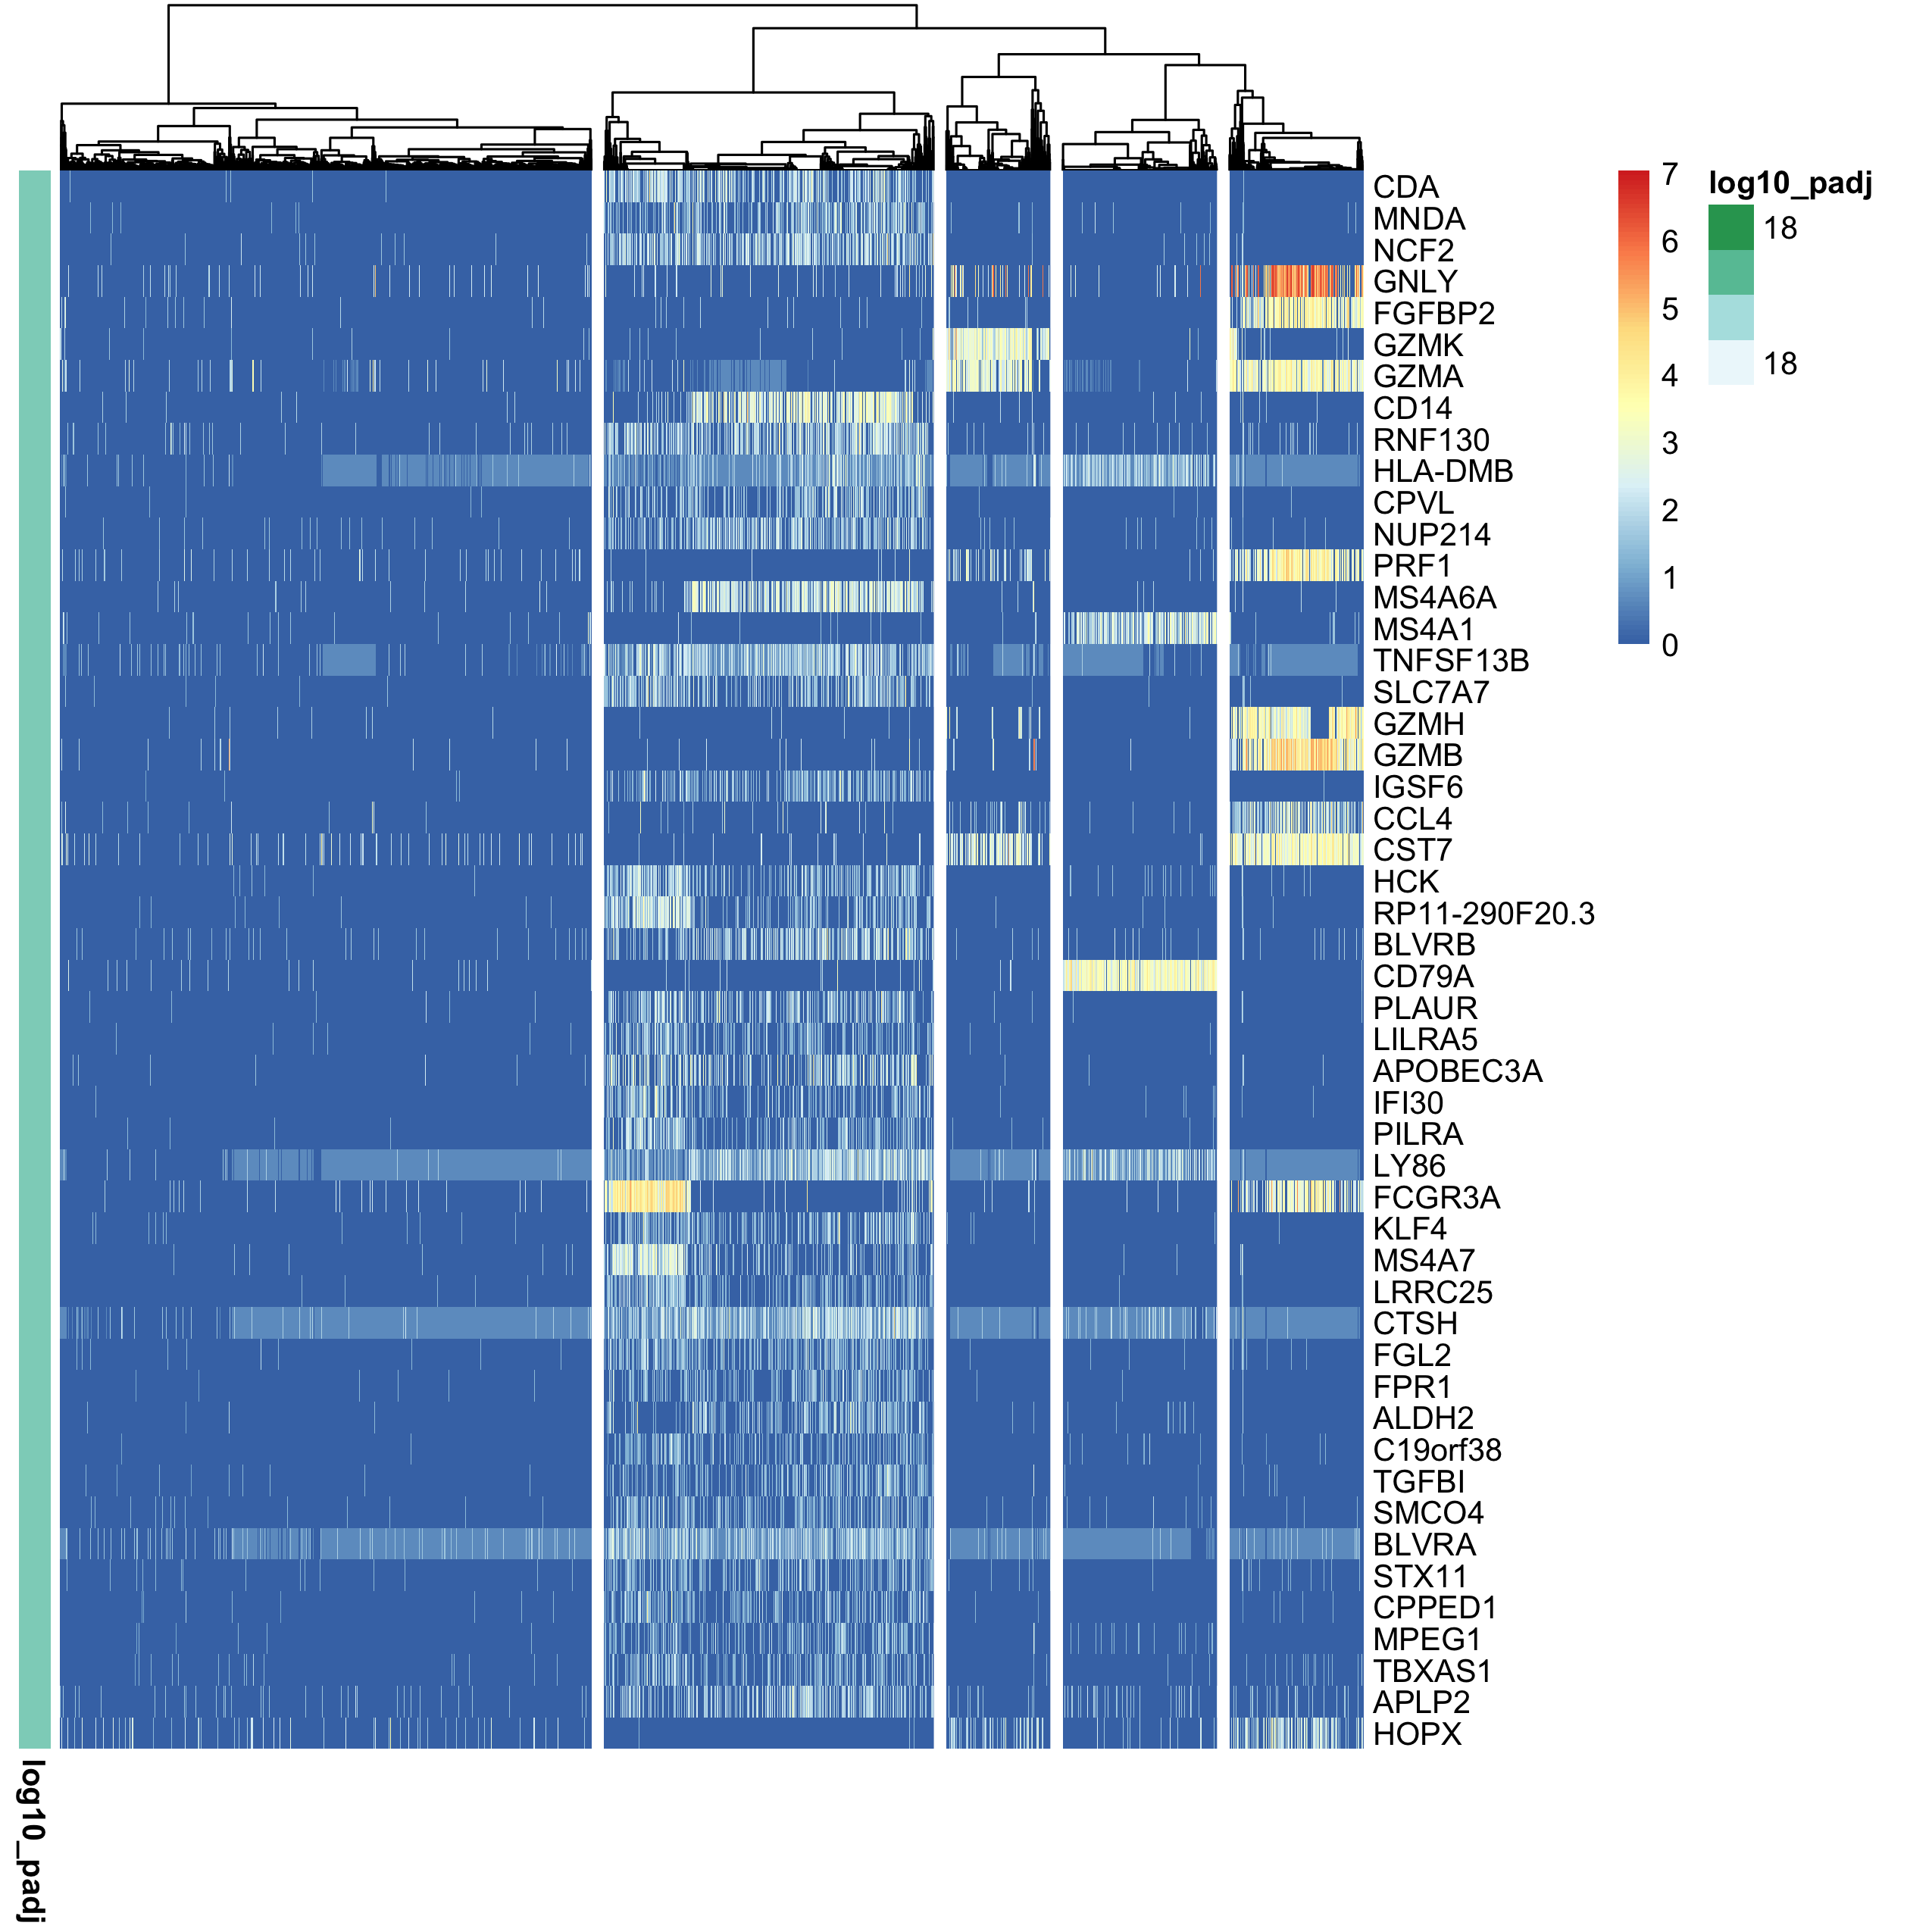 CDA
MNDA
NCF2
GNLY
FGFBP2
GZMK
GZMA
CD14
RNF130
HLA-DMB
CPVL
NUP214
PRF1
MS4A6A
MS4A1
TNFSF13B
SLC7A7
GZMH
GZMB
IGSF6
CCL4
CST7
HCK
RP11-290F20.3
BLVRB
CD79A
PLAUR
LILRA5
APOBEC3A
IFI30
PILRA
LY86
FCGR3A
KLF4
MS4A7
LRRC25
CTSH
FGL2
FPR1
ALDH2
C19orf38
TGFBI
SMCO4
BLVRA
STX11
CPPED1
MPEG1
TBXAS1
APLP2
HOPX
7
6
5
4
3
2
1
0
log10_padj
18
18
log10_padj